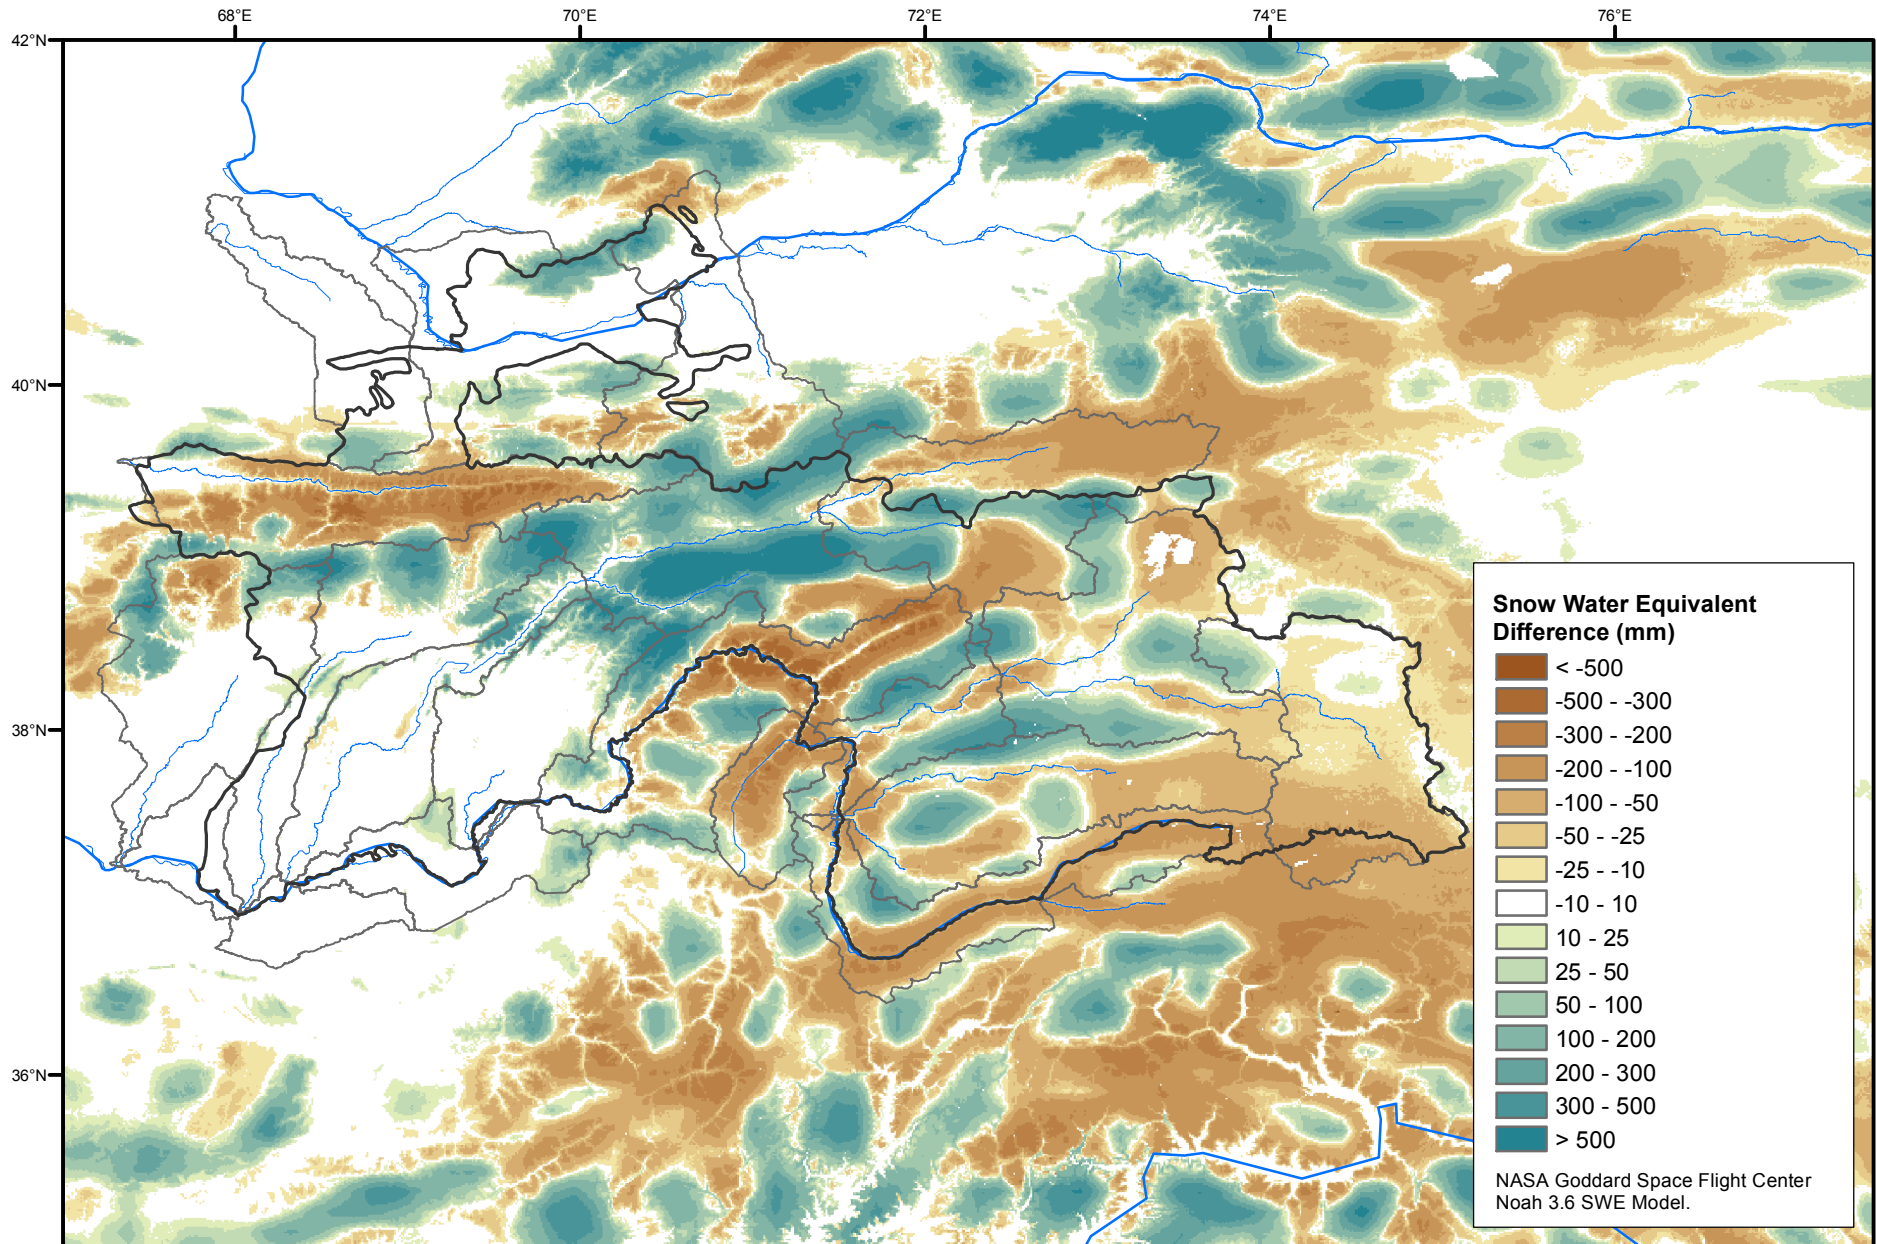 68°E 70°E 72°E 74°E 76°E
42°N
40°N
38°N
36°N
Snow Water Equivalent
Difference (mm)
< -500
-500 - -300
-300 - -200
-200 - -100
-100 - -50
-50 - -25
-25 - -10
-10 - 10
10 - 25
25 - 50
50 - 100
100 - 200
200 - 300
300 - 500
> 500
NASA Goddard Space Flight Center
Noah 3.6 SWE Model.